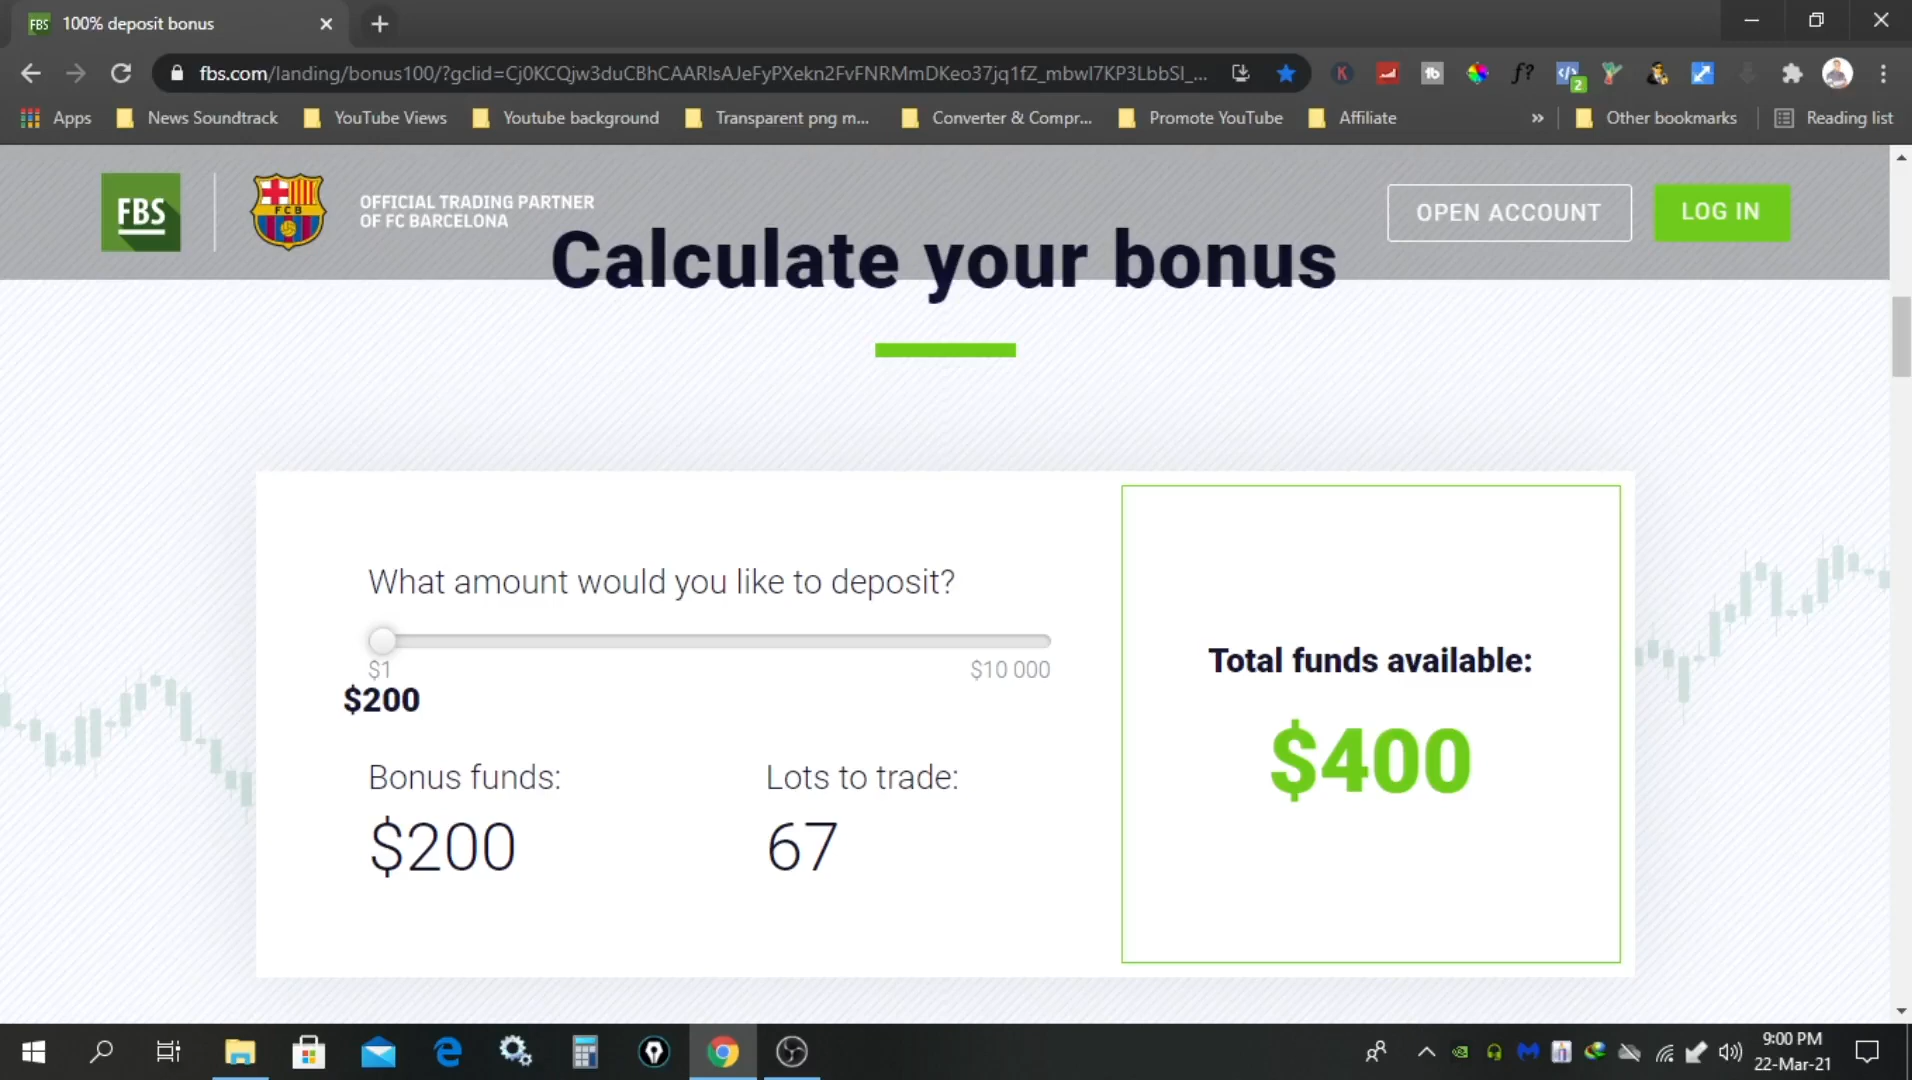 FBS 100% deposit bonus
fbs.com/landing/bonus100/?gclid=Cj0KCQjw3duCBhCAARIsAJeFyPXekn2FvFNRMmDKeo37jq1fZ_mbwI7KP3LbbSI_...
Apps News Soundtrack YouTube Views Youtube background Transparent png m... Converter & Compr... Promote YouTube Affiliate » Other bookmarks Reading list
FBS
FCB
OFFICIAL TRADING PARTNER
OF FC BARCELONA
OPEN ACCOUNT
LOG IN
Calculate your bonus
What amount would you like to deposit?
$1
$10 000
$200
Bonus funds:
$200
Lots to trade:
67
Total funds available:
$400
9:00 PM
22-Mar-21